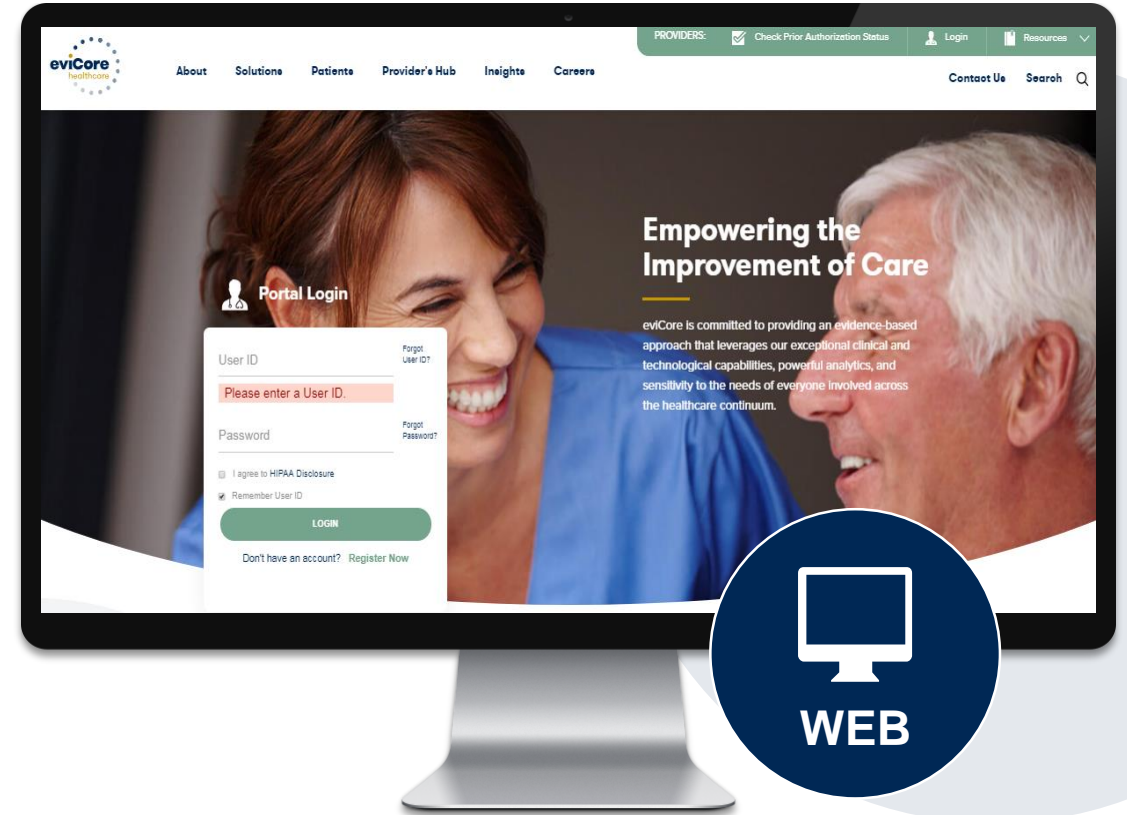 PROVIDERS: Check Prior Authorization Status Login Resources
eviCore
healthcare
About Solutions Patients Provider's Hub Insights Careers
Contact Us Search
Empowering the
Improvement of Care
eviCore is committed to providing an evidence-based
approach that leverages our exceptional clinical and
technological capabilities, powerful analytics, and
sensitivity to the needs of everyone involved across
the healthcare continuum.
Portal Login
User ID
Forgot
User ID?
Please enter a User ID.
Password
Forgot
Password?
I agree to HIPAA Disclosure
Remember User ID
LOGIN
Don't have an account? Register Now
WEB